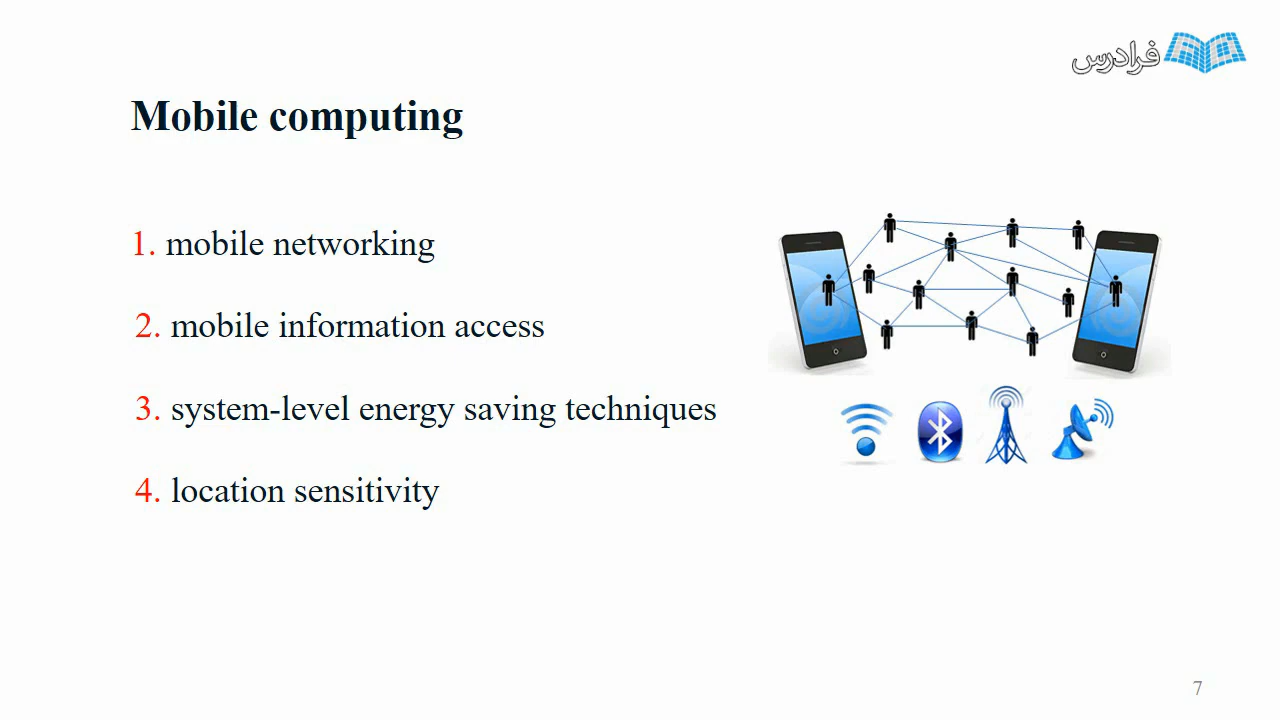 فرادرس
Mobile computing
1. mobile networking
2. mobile information access
3. system-level energy saving techniques
4. location sensitivity
7